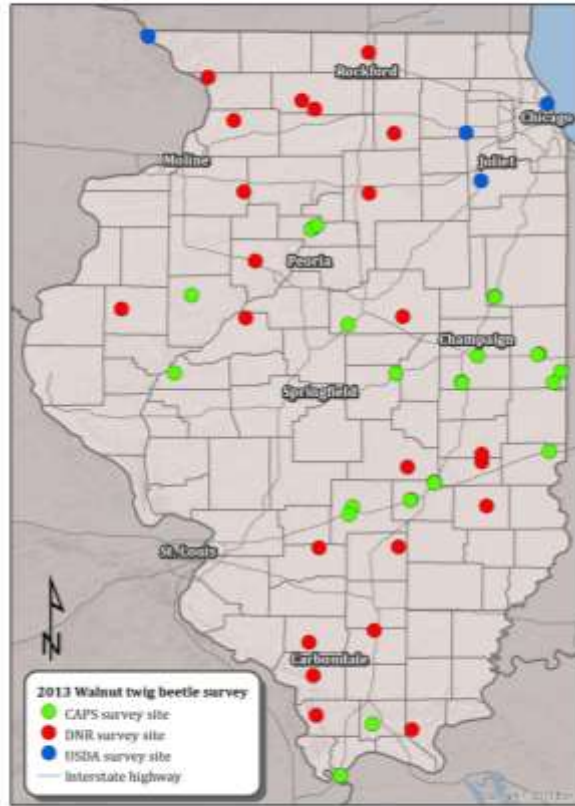 Rockford
Chicago
Moline
Joliet
Peoria
Champaign
Springfield
St. Louis
Carbondale
N
2013 Walnut twig beetle survey
CAPS survey site
DNR survey site
USDA survey site
Interstate highway